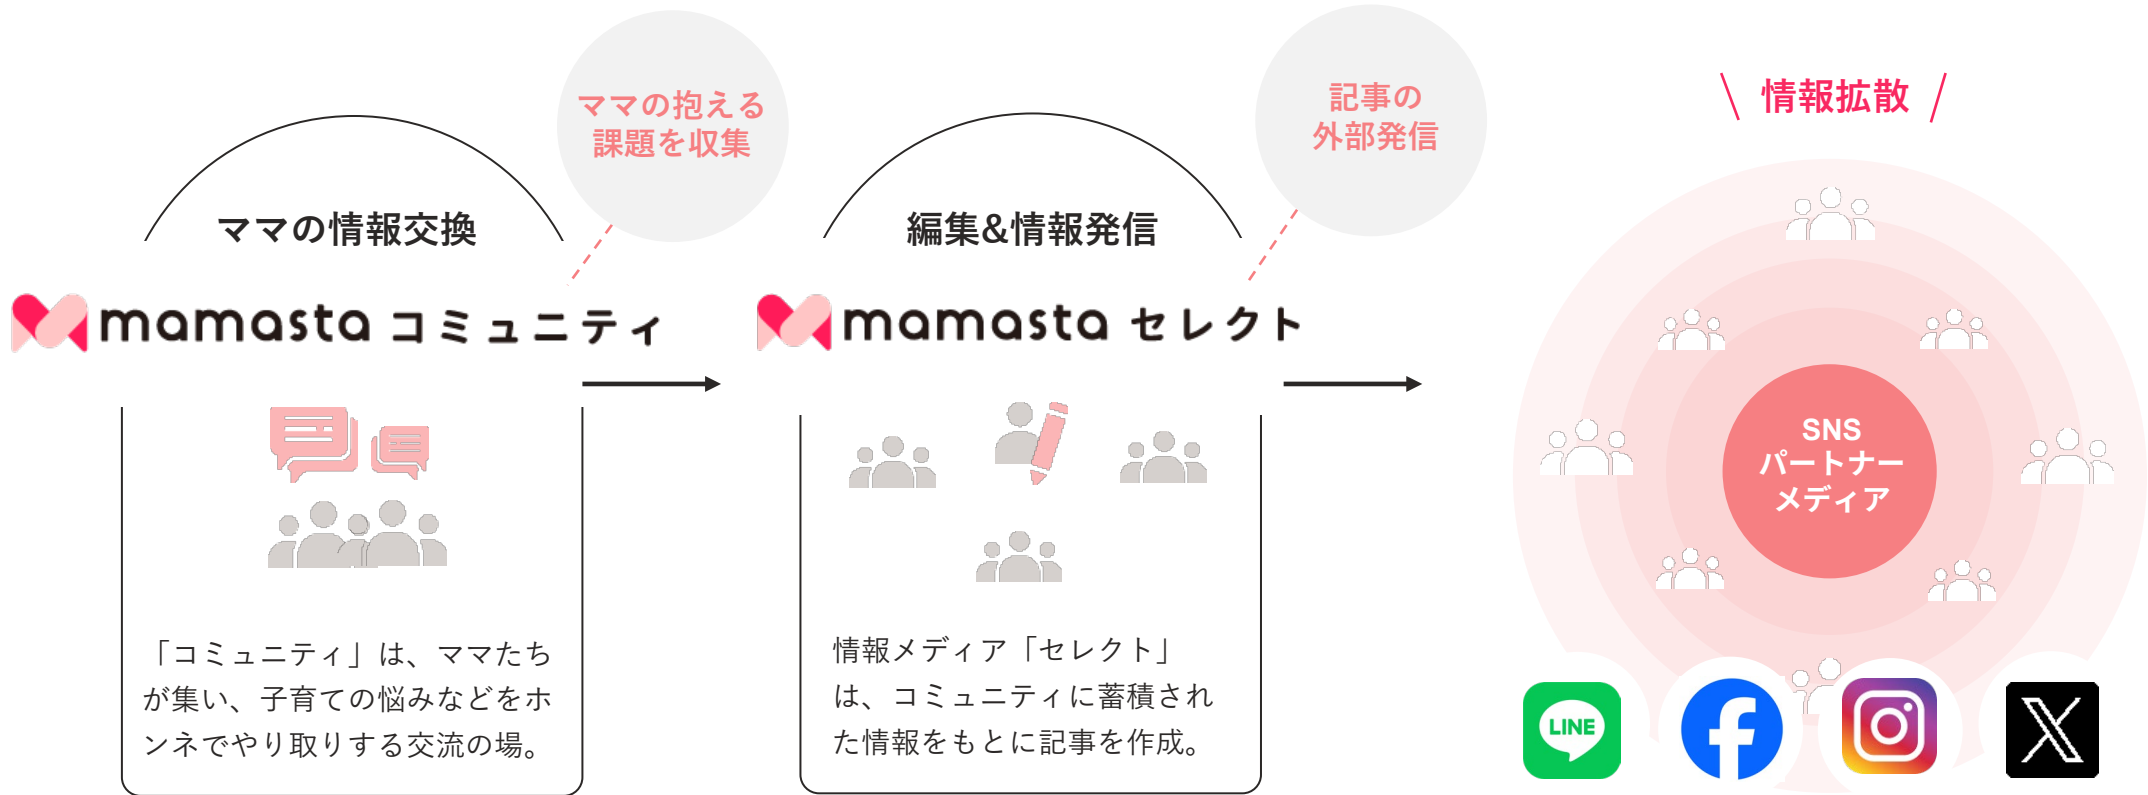 ママの抱える
課題を収集
ママの情報交換
mamasta コミュニティ
「コミュニティ」は、ママたち
が集い、子育ての悩みなどをホ
ンネでやり取りする交流の場。
記事の
外部発信
編集&情報発信
mamasta セレクト
情報メディア「セレクト」
は、コミュニティに蓄積され
た情報をもとに記事を作成。
情報拡散
SNS
パートナー
メディア
LINE